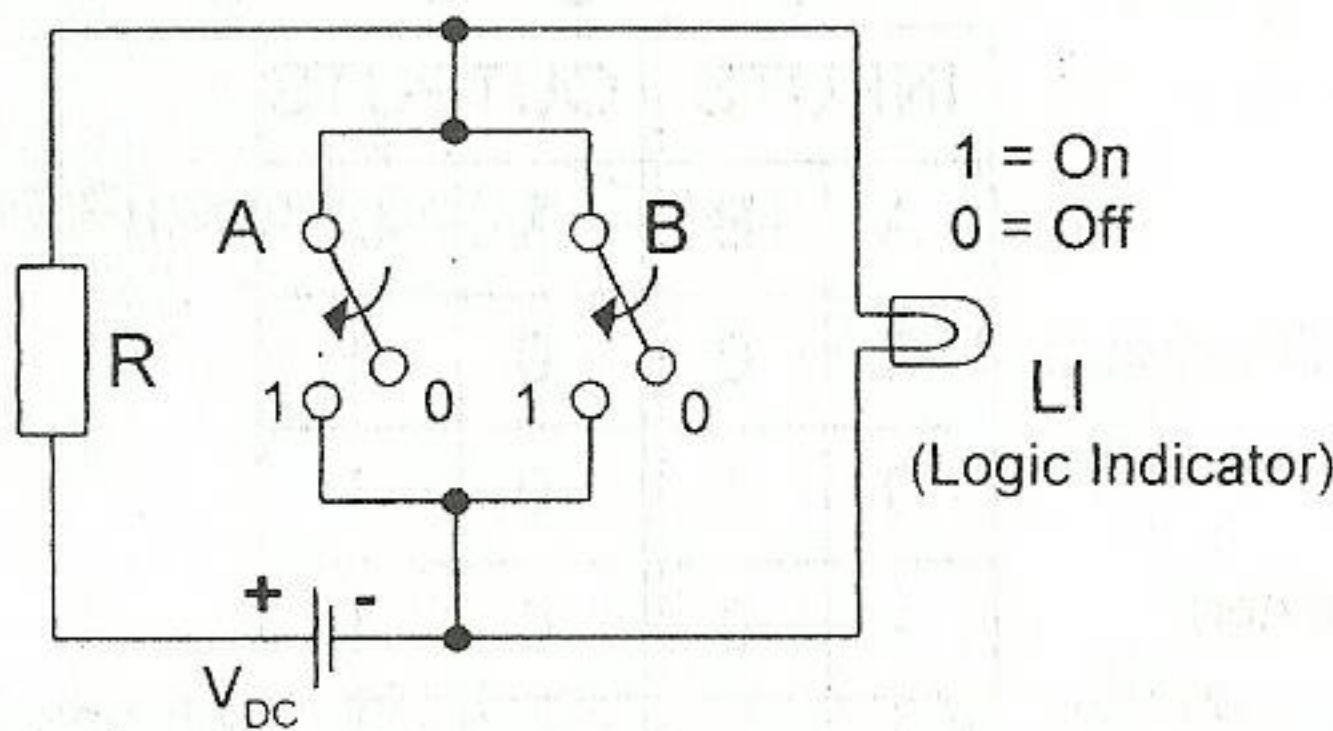 1 = On
0 = Off
A
B
R
1
0
1
0
LI
(Logic Indicator)
+
-
VDC